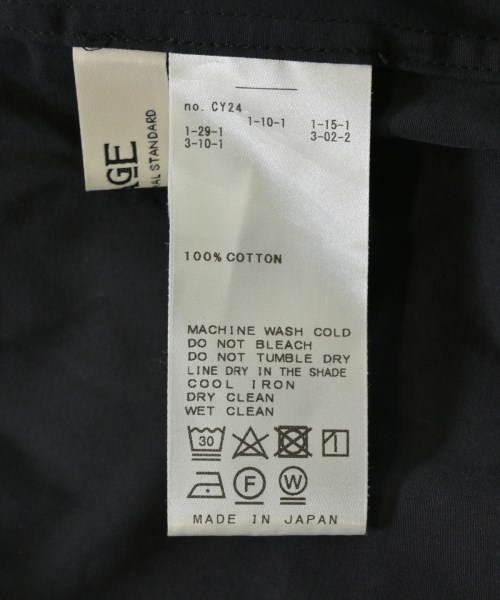 no. CY24
1-10-1 1-15-1
1-29-1 3-02-2
3-10-1
100% COTTON
MACHINE WASH COLD
DO NOT BLEACH
DO NOT TUMBLE DRY
LINE DRY IN THE SHADE
COOL IRON
DRY CLEAN
WET CLEAN
30
F W
MADE IN JAPAN
AGE
AL STANDARD